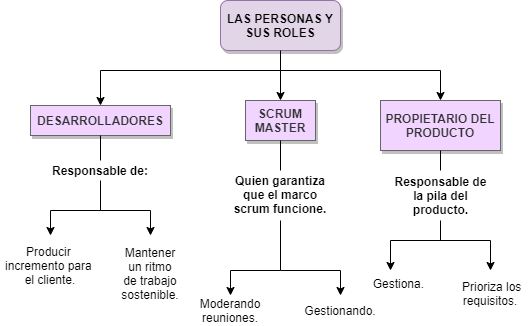 LAS PERSONAS Y
SUS ROLES
DESARROLLADORES
SCRUM
MASTER
PROPIETARIO DEL
PRODUCTO
Responsable de:
Quien garantiza
que el marco
scrum funcione.
Responsable de
la pila del
producto.
Producir
incremento para
el cliente.
Mantener
un ritmo
de trabajo
sostenible.
Moderando
reuniones.
Gestionando.
Gestiona.
Prioriza los
requisitos.